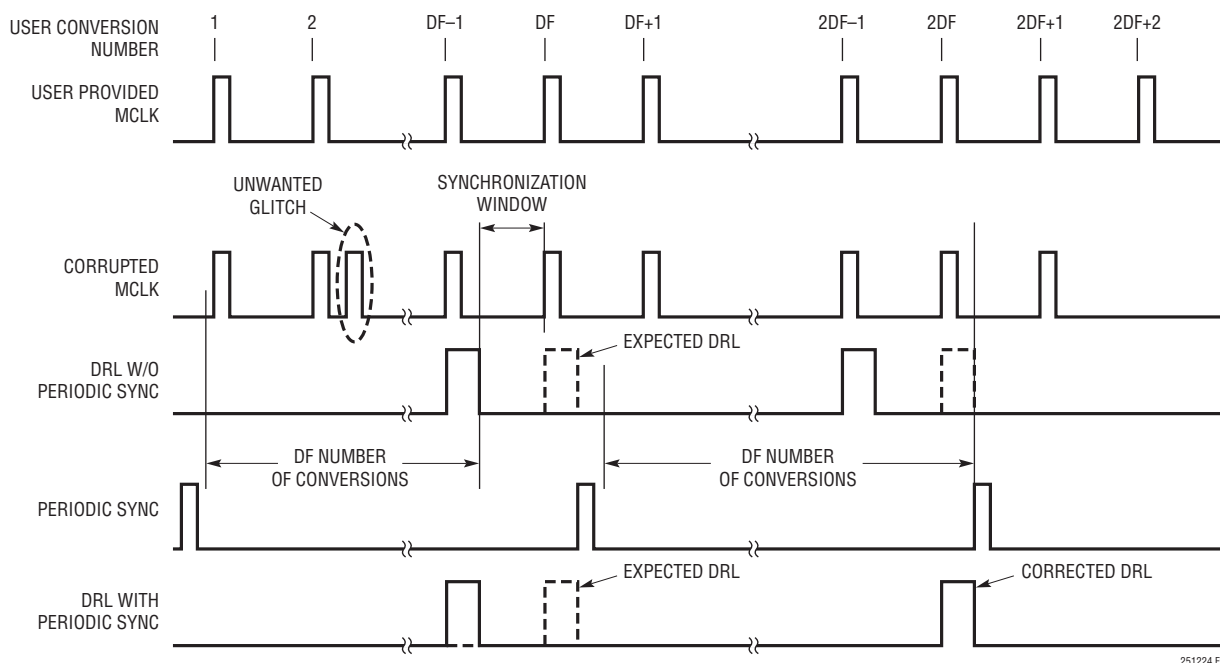 USER CONVERSION
NUMBER
1
2
DF–1
DF
DF+1
2DF–1
2DF
2DF+1
2DF+2
USER PROVIDED
MCLK
UNWANTED
GLITCH
SYNCHRONIZATION
WINDOW
CORRUPTED
MCLK
EXPECTED DRL
DRL W/O
PERIODIC SYNC
DF NUMBER
OF CONVERSIONS
DF NUMBER
OF CONVERSIONS
PERIODIC SYNC
EXPECTED DRL
CORRECTED DRL
DRL WITH
PERIODIC SYNC